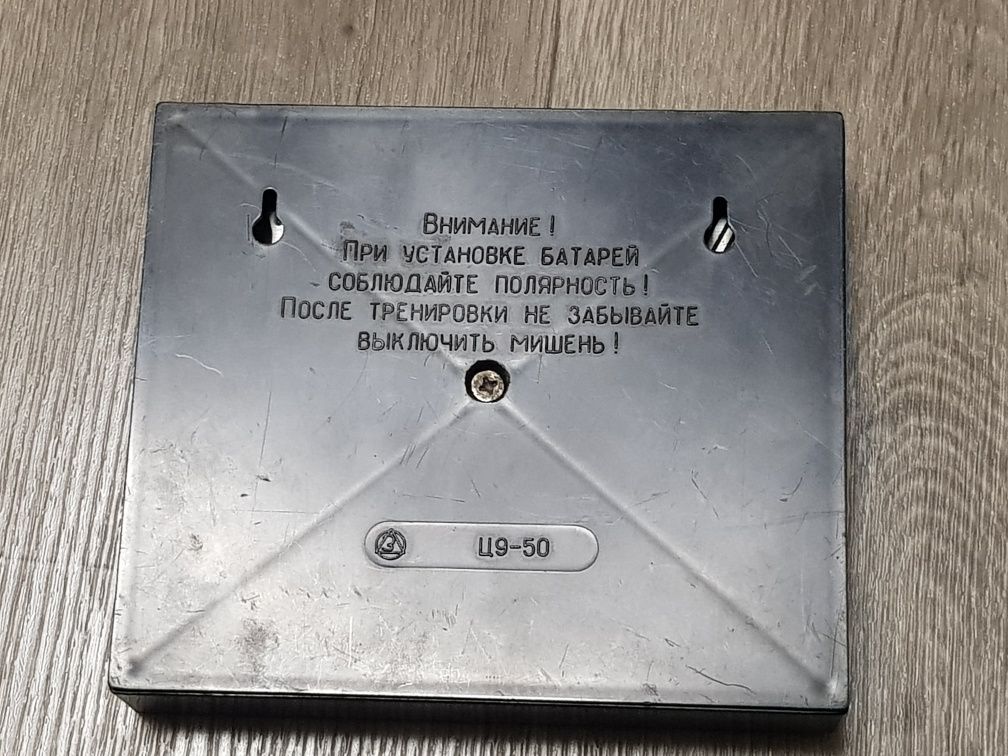 Внимание!
При установке батарей
соблюдайте полярность!
После тренировки не забывайте
выключить мишень!
Ц9-50